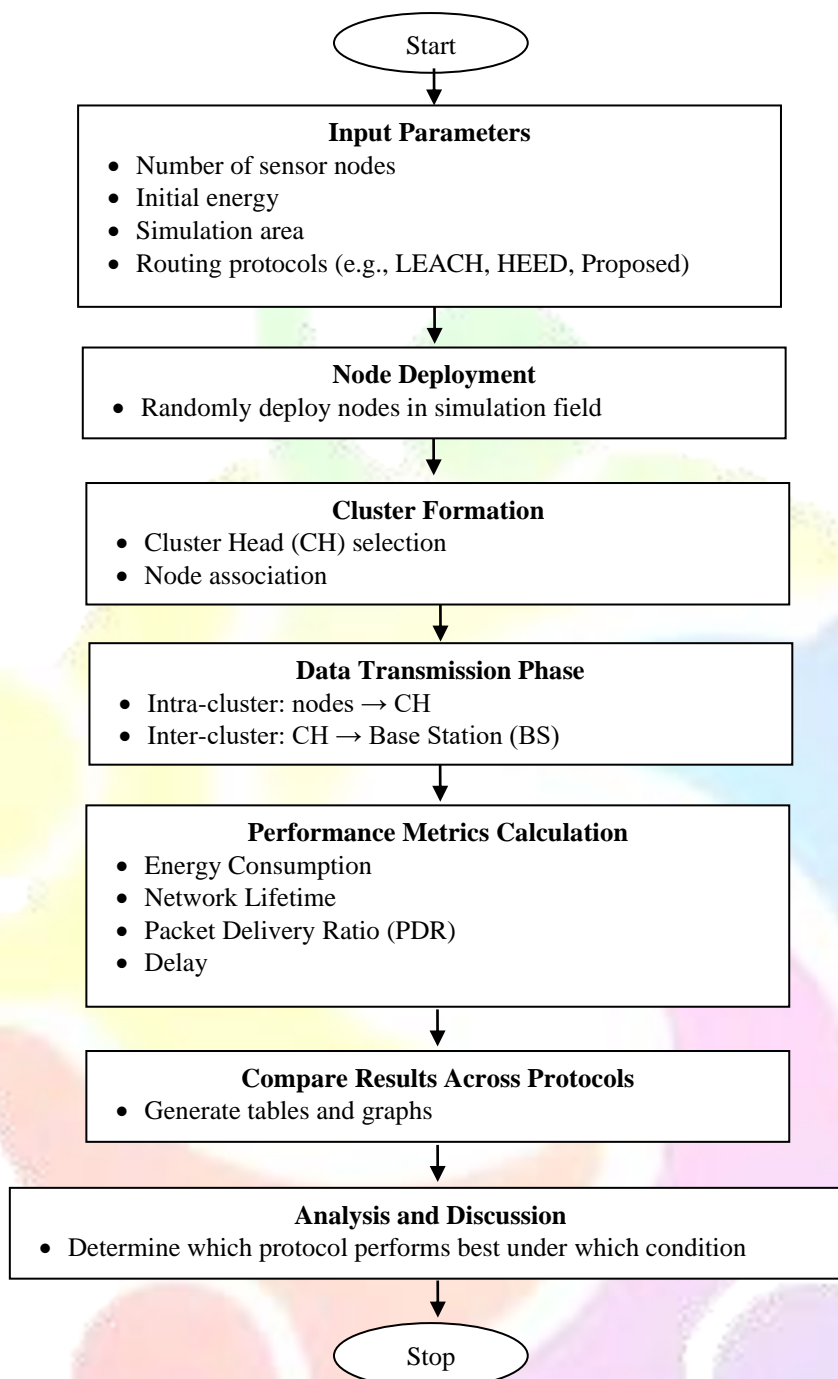 Start
Input Parameters
• Number of sensor nodes
• Initial energy
• Simulation area
• Routing protocols (e.g., LEACH, HEED, Proposed)
Node Deployment
• Randomly deploy nodes in simulation field
Cluster Formation
• Cluster Head (CH) selection
• Node association
Data Transmission Phase
• Intra-cluster: nodes → CH
• Inter-cluster: CH → Base Station (BS)
Performance Metrics Calculation
• Energy Consumption
• Network Lifetime
• Packet Delivery Ratio (PDR)
• Delay
Compare Results Across Protocols
• Generate tables and graphs
Analysis and Discussion
• Determine which protocol performs best under which condition
Stop